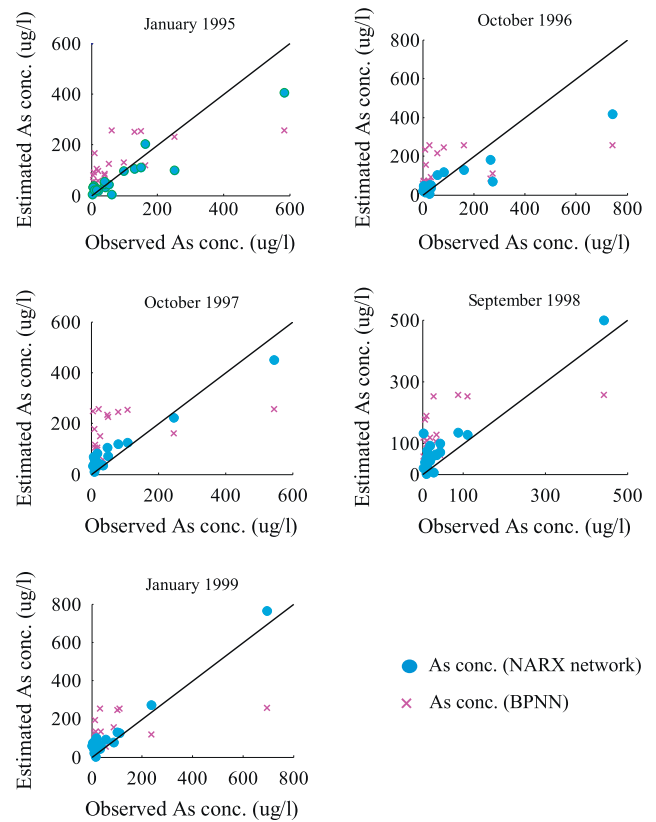 January 1995
Estimated As conc. (ug/l)
600
400
200
0
0
200
400
600
Observed As conc. (ug/l)
October 1996
Estimated As conc. (ug/l)
800
600
400
200
0
0
200
400
600
800
Observed As conc. (ug/l)
October 1997
Estimated As conc. (ug/l)
600
400
200
0
0
200
400
600
Observed As conc. (ug/l)
September 1998
Estimated As conc. (ug/l)
500
300
100
0
0
100
300
500
Observed As conc. (ug/l)
January 1999
Estimated As conc. (ug/l)
800
600
400
200
0
0
200
400
600
800
Observed As conc. (ug/l)
As conc. (NARX network)
As conc. (BPNN)